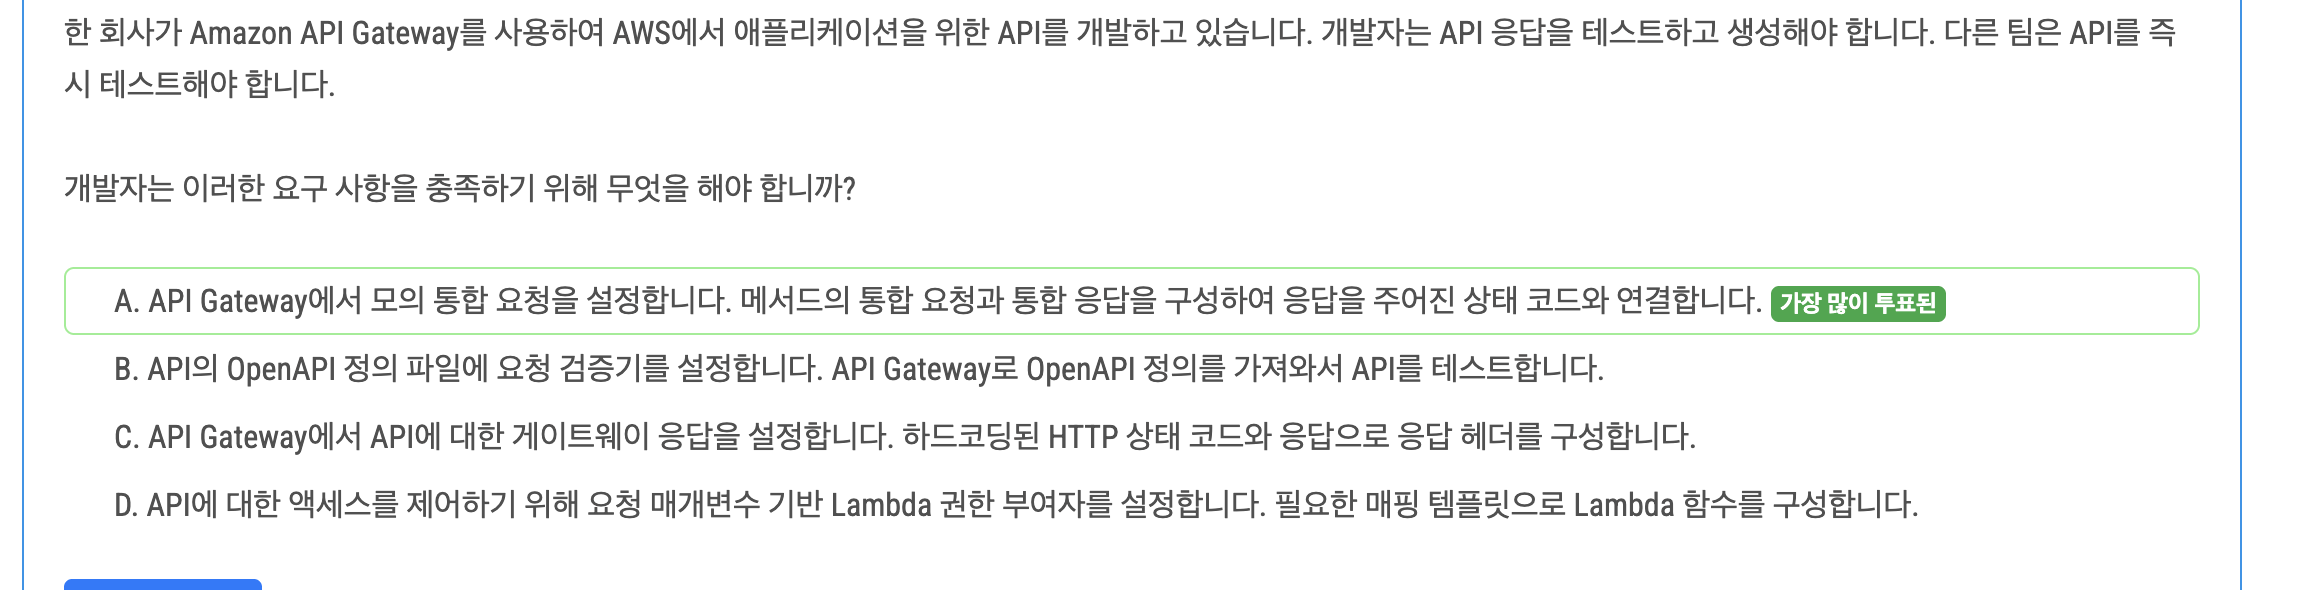 한 회사가 Amazon API Gateway를 사용하여 AWS에서 애플리케이션을 위한 API를 개발하고 있습니다. 개발자는 API 응답을 테스트하고 생성해야 합니다. 다른 팀은 API를 즉
시 테스트해야 합니다.
개발자는 이러한 요구 사항을 충족하기 위해 무엇을 해야 합니까?
A. API Gateway에서 모의 통합 요청을 설정합니다. 메서드의 통합 요청과 통합 응답을 구성하여 응답을 주어진 상태 코드와 연결합니다. 가장 많이 투표된
B. API의 OpenAPI 정의 파일에 요청 검증기를 설정합니다. API Gateway로 OpenAPI 정의를 가져와서 API를 테스트합니다.
C. API Gateway에서 API에 대한 게이트웨이 응답을 설정합니다. 하드코딩된 HTTP 상태 코드와 응답으로 응답 헤더를 구성합니다.
D. API에 대한 액세스를 제어하기 위해 요청 매개변수 기반 Lambda 권한 부여자를 설정합니다. 필요한 매핑 템플릿으로 Lambda 함수를 구성합니다.